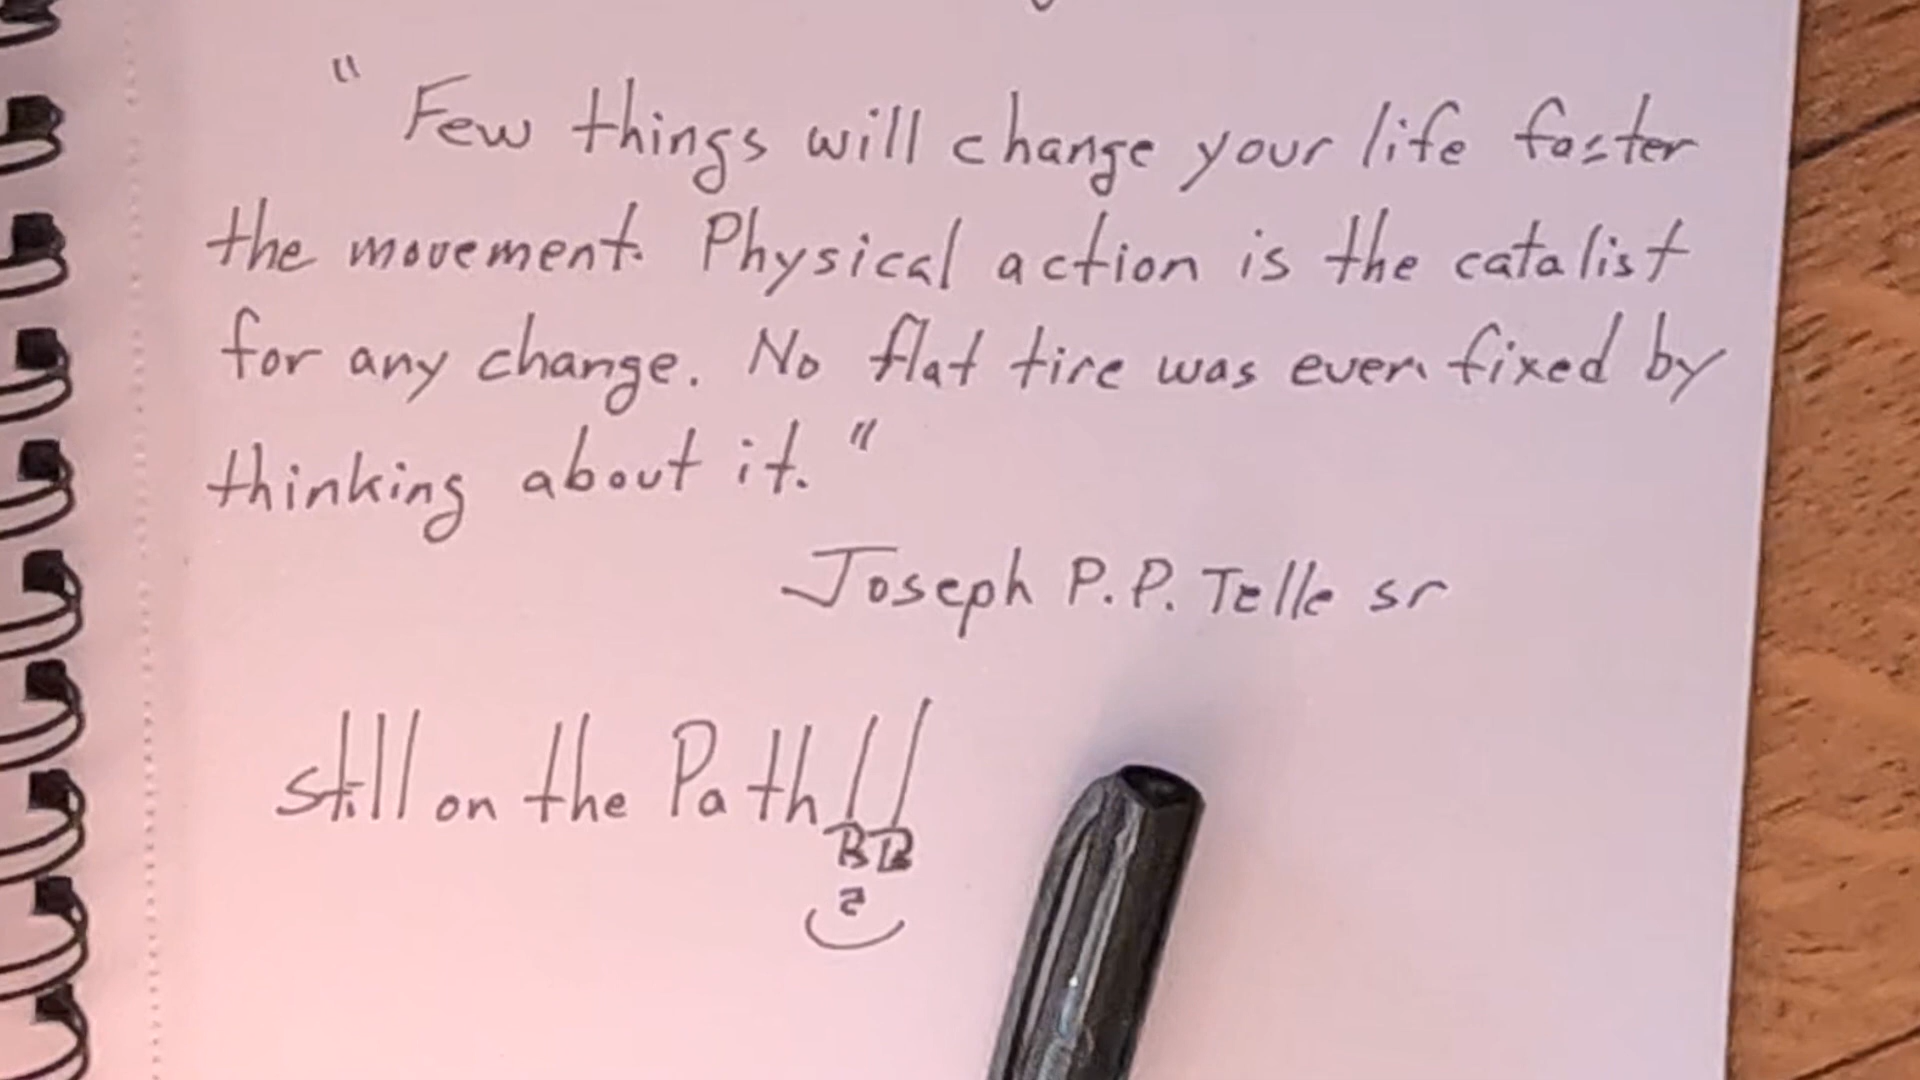 "Few things will change your life faster
the movement. Physical action is the catalist
for any change. No flat tire was ever fixed by
thinking about it."
Joseph P.P. Telle sr
still on the Path!!